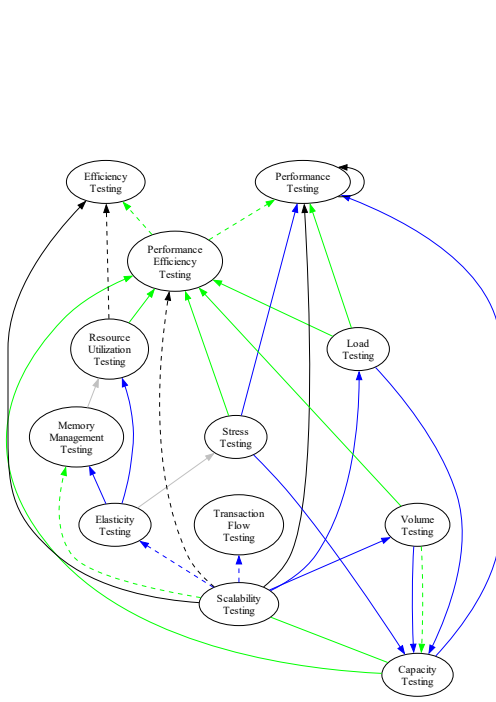 Efficiency
Testing
Performance
Testing
Performance
Efficiency
Testing
Resource
Utilization
Testing
Load
Testing
Memory
Management
Testing
Stress
Testing
Elasticity
Testing
Transaction
Flow
Testing
Volume
Testing
Scalability
Testing
Capacity
Testing